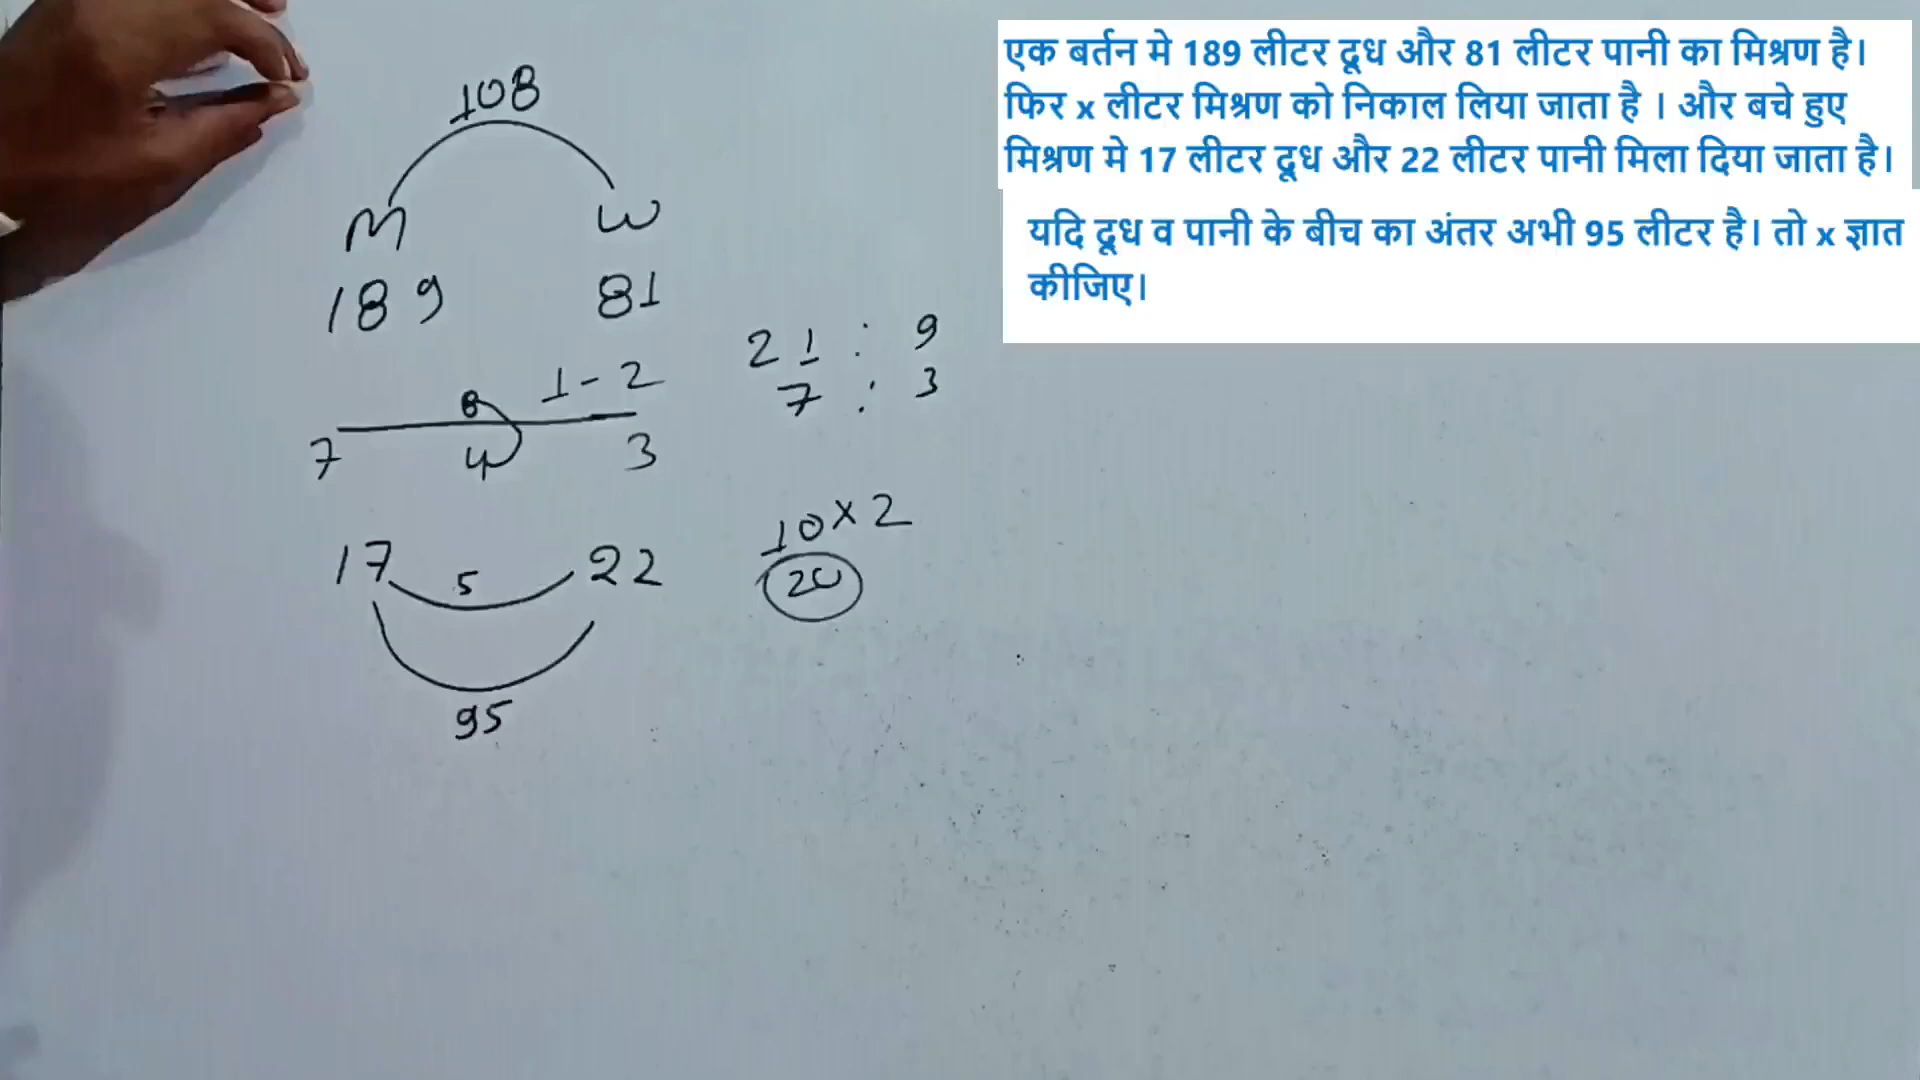 एक बर्तन मे 189 लीटर दूध और 81 लीटर पानी का मिश्रण है।
फिर x लीटर मिश्रण को निकाल लिया जाता है । और बचे हुए
मिश्रण मे 17 लीटर दूध और 22 लीटर पानी मिला दिया जाता है।
यदि दूध व पानी के बीच का अंतर अभी 95 लीटर है। तो x ज्ञात
कीजिए।
108
M W
189 81
21 : 9
1 - 2
7 : 3
8
7 4 3
10 x 2
17 5 22
20
95